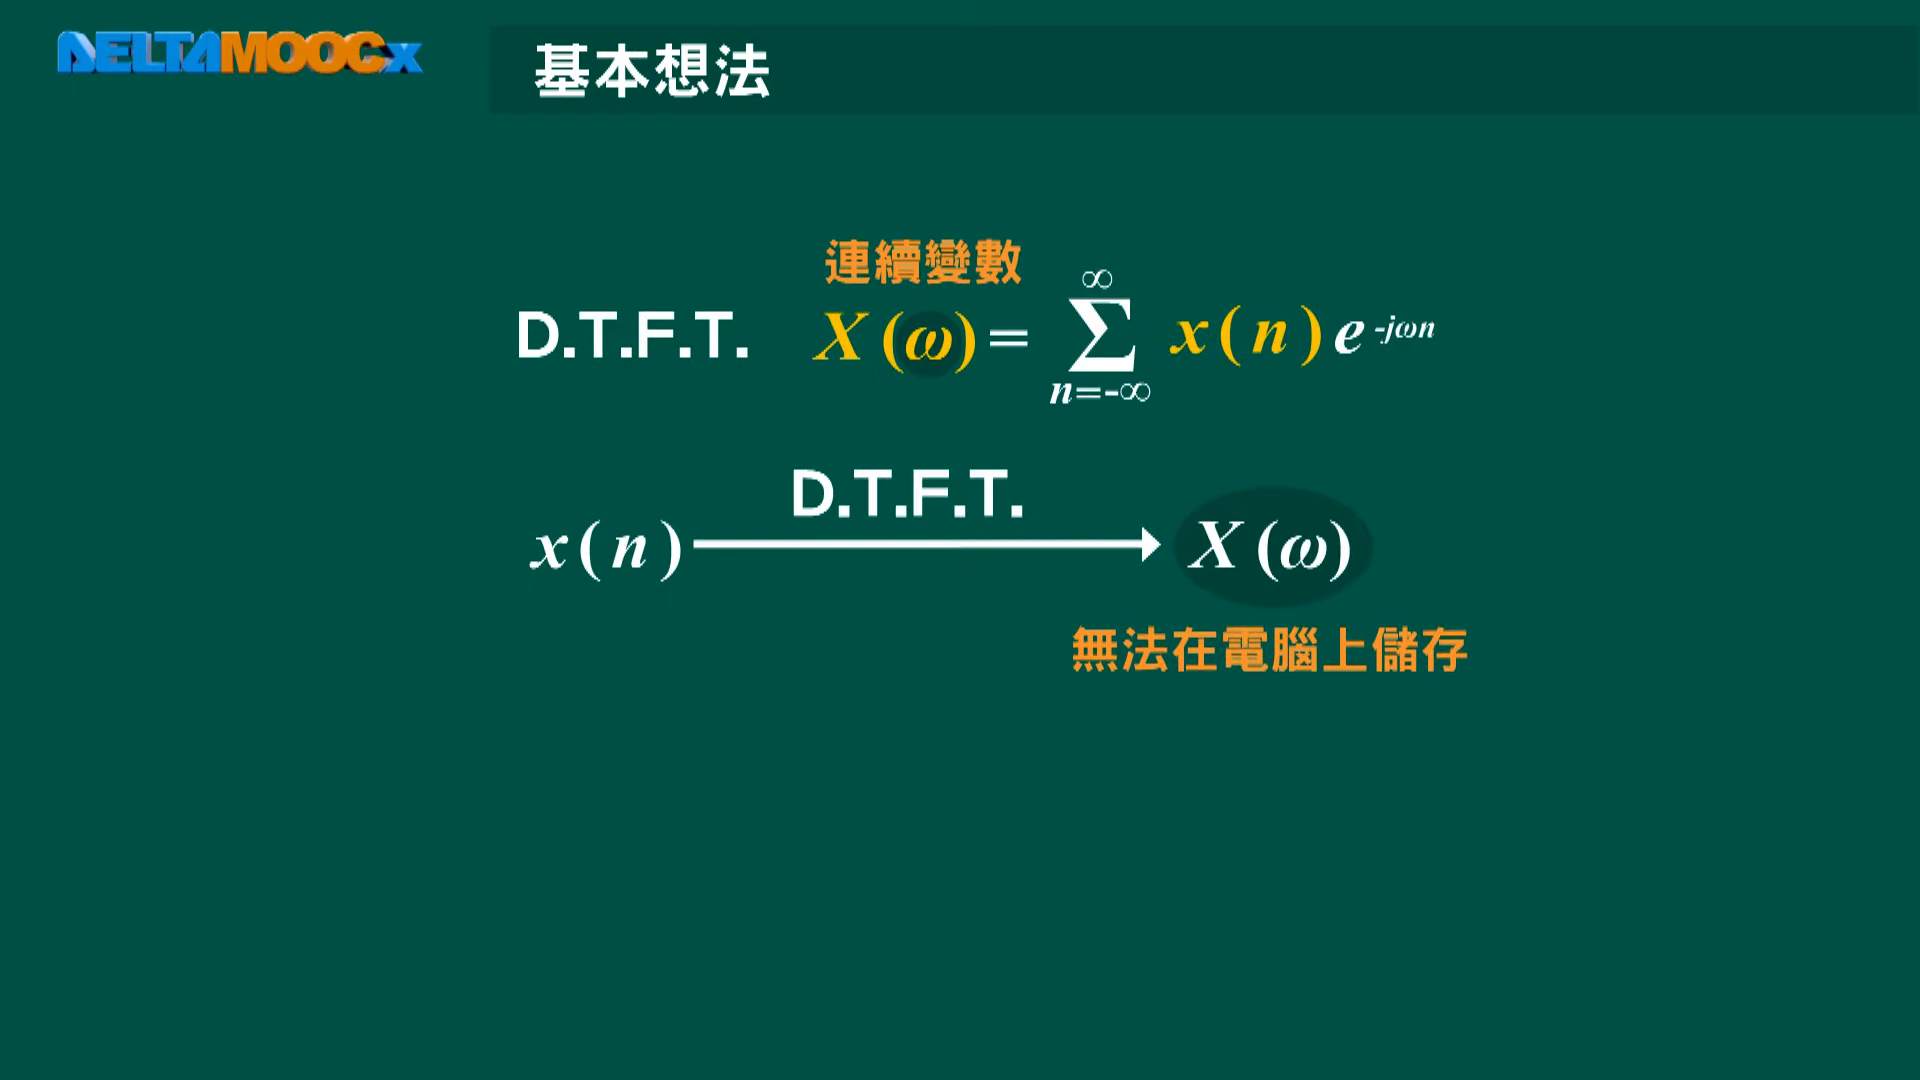 DELTAMOOCx
基本想法
連續變數
D.T.F.T. X(ω)= ∞ Σ n=-∞ x(n)e -jωn
D.T.F.T.
x(n) X(ω)
無法在電腦上儲存